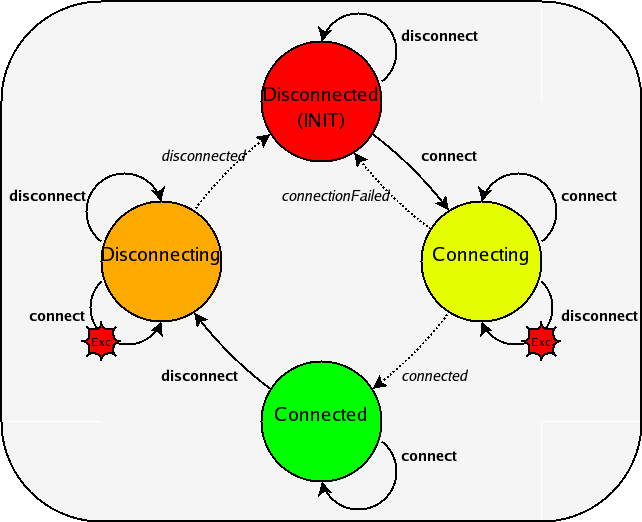 disconnect
Disconnected
(INIT)
disconnected
connect
disconnect
connectionFailed
connect
Disconnecting
Connecting
connect
disconnect
Exc
Exc
disconnect
connected
Connected
connect